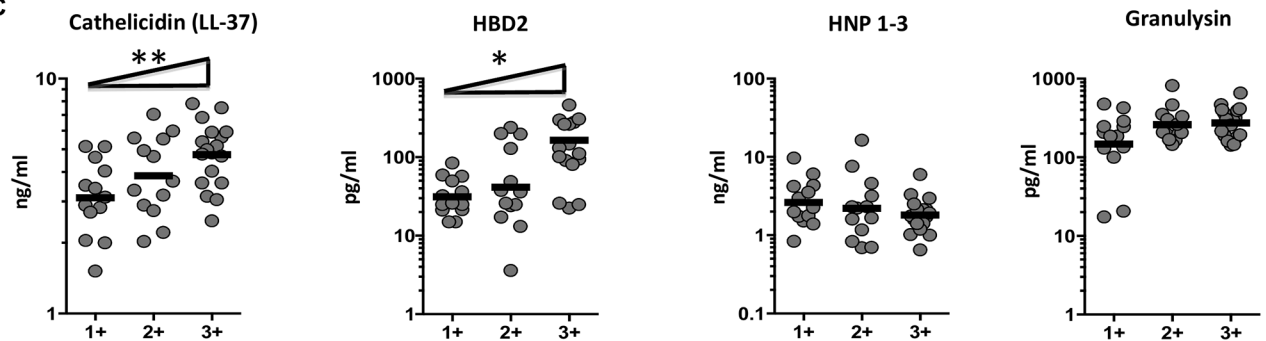 c
Cathelicidin (LL-37)
**
ng/ml
10
1
1+ 2+ 3+
HBD2
*
pg/ml
1000
100
10
1
1+ 2+ 3+
HNP 1-3
ng/ml
100
10
1
0.1
1+ 2+ 3+
Granulysin
pg/ml
1000
100
10
1
1+ 2+ 3+